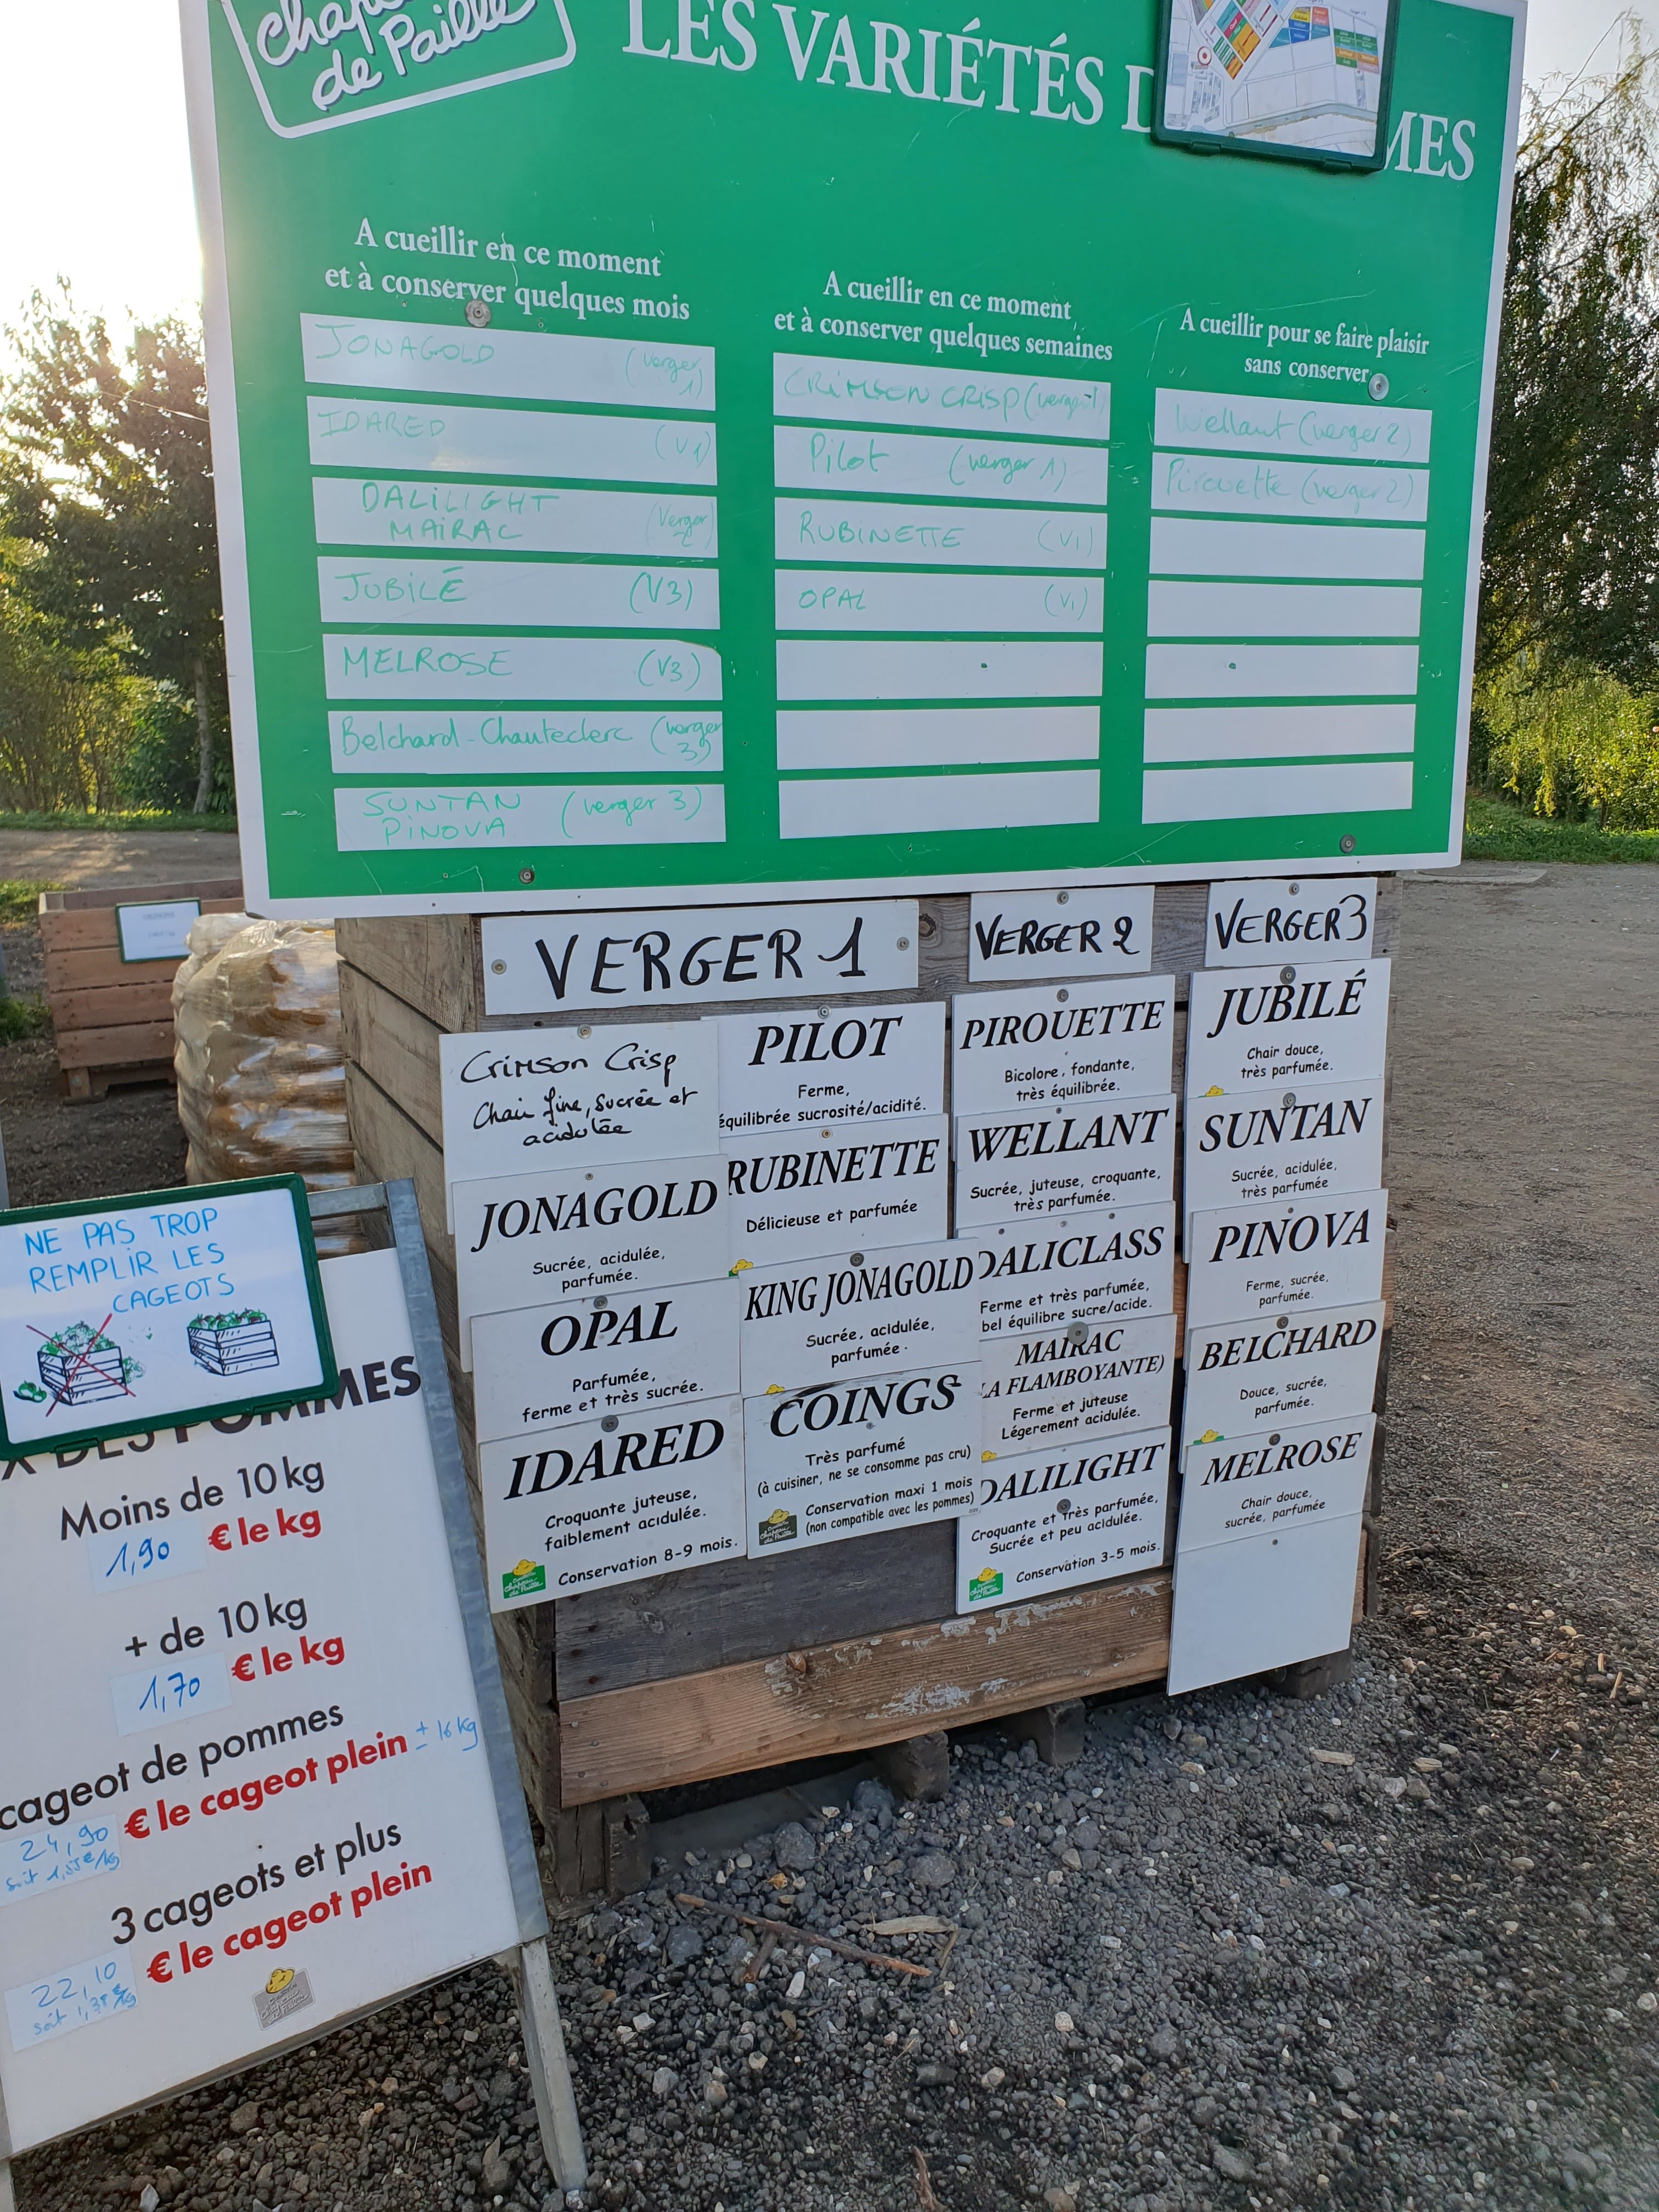 de Paille
LES VARIÉTÉS D MES
A cueillir en ce moment
et à conserver quelques mois
JONAGOLD (verger 1)
IDARED (V1)
DALILIGHT
MAIRAC (Verger 2)
JUBILÉ (V3)
MELROSE (V3)
Belchard-Chanteclerc (verger 3)
SUNTAN (verger 3)
PINOVA
A cueillir en ce moment
et à conserver quelques semaines
CRIMSON CRISP (verger 1)
Pilot (verger 1)
RUBINETTE (V1)
OPAL (V1)
A cueillir pour se faire plaisir
sans conserver
Wellant (verger 2)
Pirouette (verger 2)
VERGER 1
Crimson Crisp
Chair fine, sucrée et
acidulée
JONAGOLD
Sucrée, acidulée,
parfumée.
OPAL
Parfumée,
ferme et très sucrée.
IDARED
Croquante juteuse,
faiblement acidulée.
Conservation 8-9 mois.
PILOT
Ferme,
équilibrée sucrosité/acidité.
RUBINETTE
Délicieuse et parfumée
KING JONAGOLD
Sucrée, acidulée,
parfumée.
COINGS
Très parfumé
(à cuisiner, ne se consomme pas cru)
Conservation maxi 1 mois
(non compatible avec les pommes)
VERGER 2
PIROUETTE
Bicolore, fondante,
très équilibrée.
WELLANT
Sucrée, juteuse, croquante,
très parfumée.
DALICLASS
Ferme et très parfumée,
bel équilibre sucre/acide.
MAIRAC
LA FLAMBOYANTE)
Ferme et juteuse
Légerement acidulée.
DALILIGHT
Croquante et très parfumée,
Sucrée et peu acidulée.
Conservation 3-5 mois.
VERGER 3
JUBILÉ
Chair douce,
très parfumée.
SUNTAN
Sucrée, acidulée,
très parfumée
PINOVA
Ferme, sucrée,
parfumée.
BELCHARD
Douce, sucrée,
parfumée.
MELROSE
Chair douce,
sucrée, parfumée
NE PAS TROP
REMPLIR LES
CAGEOTS
X DES POMMES
Moins de 10 kg
1,90 € le kg
+ de 10 kg
1,70 € le kg
cageot de pommes
24,90 € le cageot plein ± 16 kg
soit 1,55€/kg
3 cageots et plus
22,10 € le cageot plein
soit 1,38€/kg